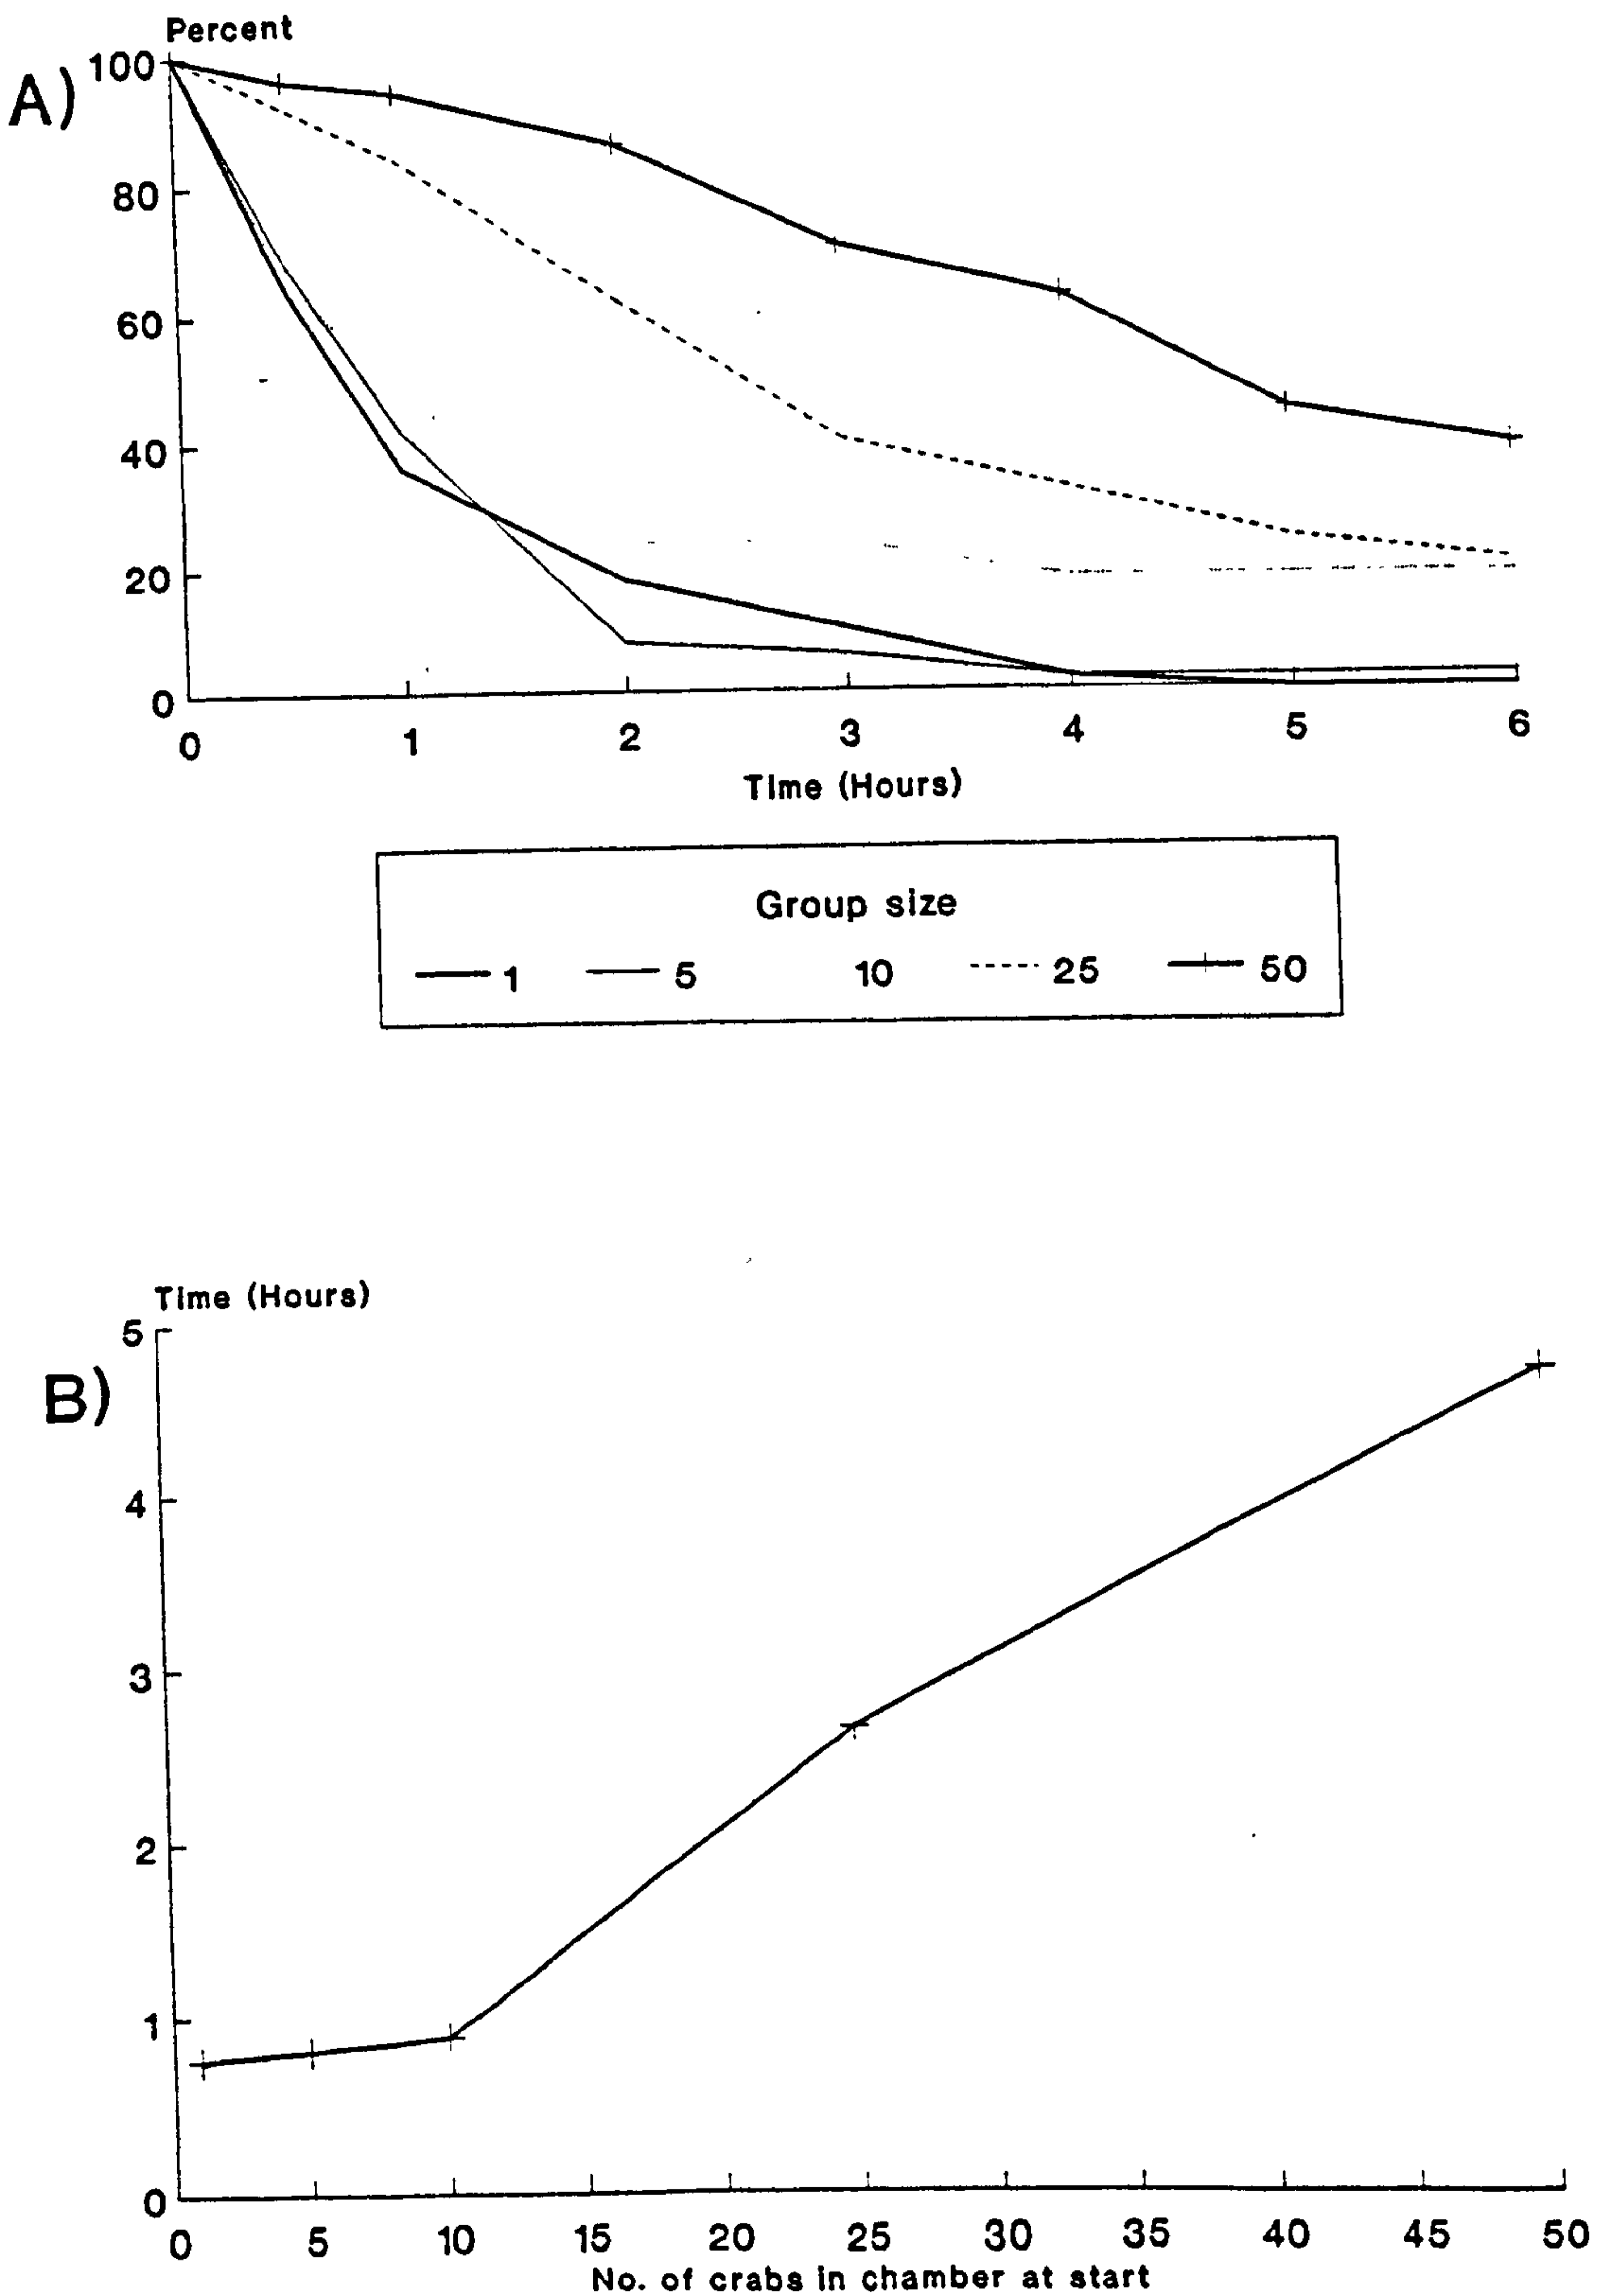 A)
Percent
100
80
60
40
20
0
0 1 2 3 4 5 6
Time (Hours)
Group size
1 5 10 25 50
B)
Time (Hours)
5
4
3
2
1
0
0 5 10 15 20 25 30 35 40 45 50
No. of crabs in chamber at start